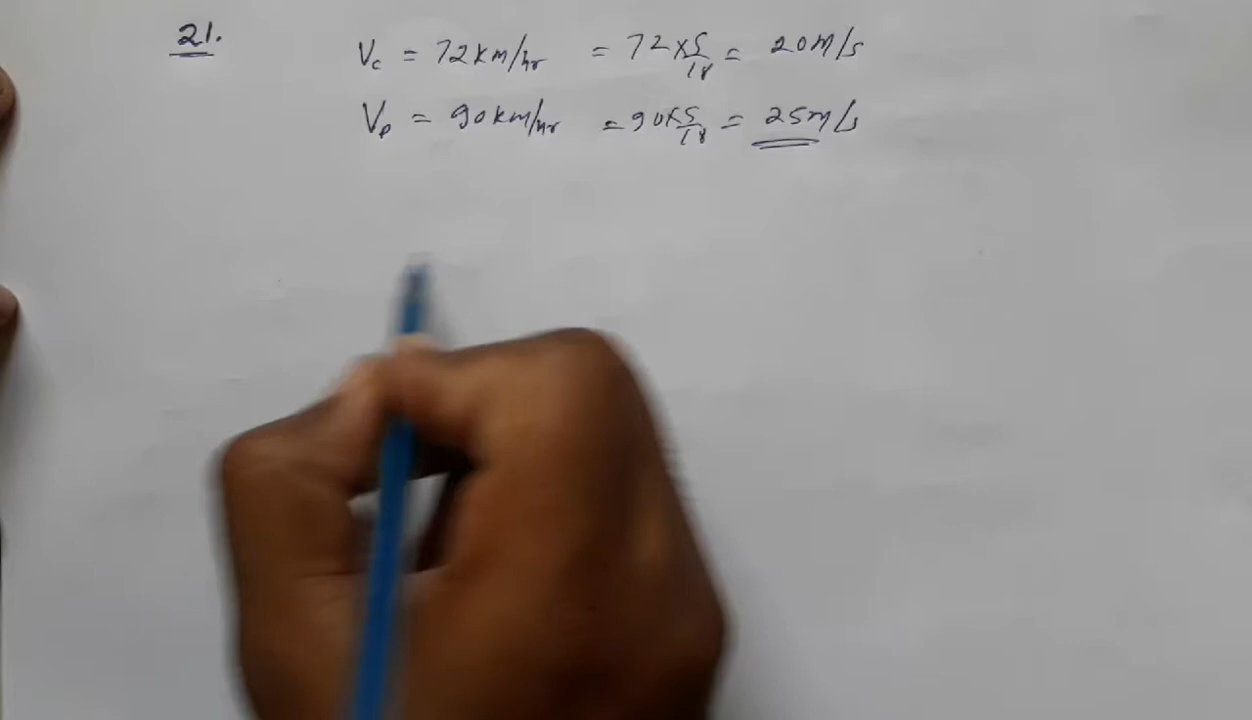 21.
Vc = 72km/hr = 72×5/18 = 20m/s
Vp = 90km/hr = 90×5/18 = 25m/s